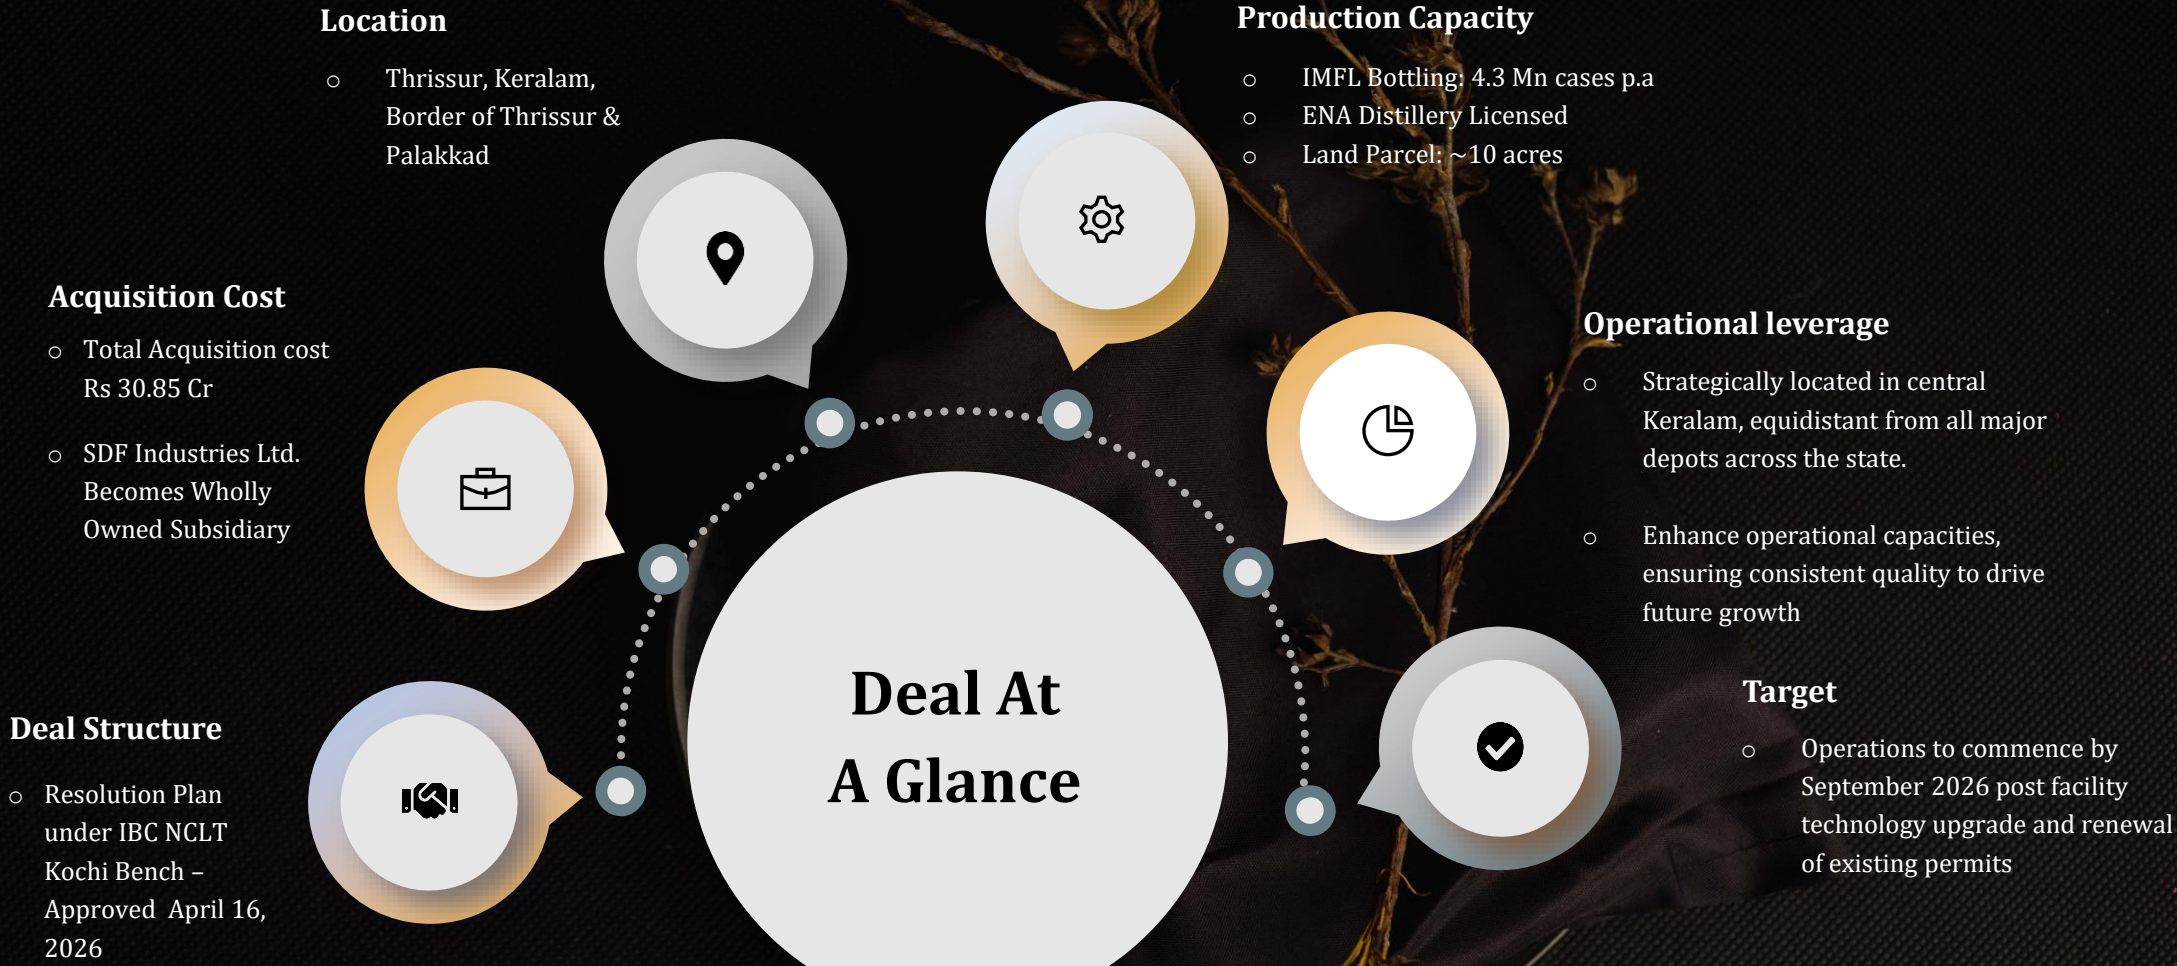 Location
○ Thrissur, Keralam,
Border of Thrissur &
Palakkad
Production Capacity
○ IMFL Bottling: 4.3 Mn cases p.a
○ ENA Distillery Licensed
○ Land Parcel: ~10 acres
Acquisition Cost
○ Total Acquisition cost
Rs 30.85 Cr
○ SDF Industries Ltd.
Becomes Wholly
Owned Subsidiary
Operational leverage
○ Strategically located in central
Keralam, equidistant from all major
depots across the state.
○ Enhance operational capacities,
ensuring consistent quality to drive
future growth
Deal Structure
○ Resolution Plan
under IBC NCLT
Kochi Bench –
Approved April 16,
2026
Deal At
A Glance
Target
○ Operations to commence by
September 2026 post facility
technology upgrade and renewal
of existing permits